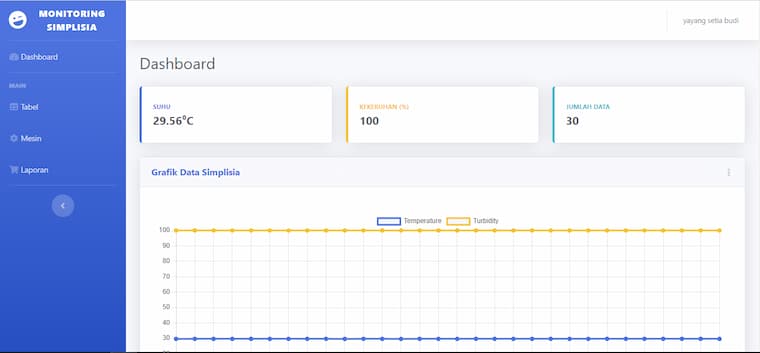 MONITORING
SIMPLISIA
yayang setia budi
Dashboard
MAIN
Tabel
Mesin
Laporan
Dashboard
SUHU
29.56°C
KEKERUHAN (%)
100
JUMLAH DATA
30
Grafik Data Simplisia
Temperature
Turbidity
100
90
80
70
60
50
40
30